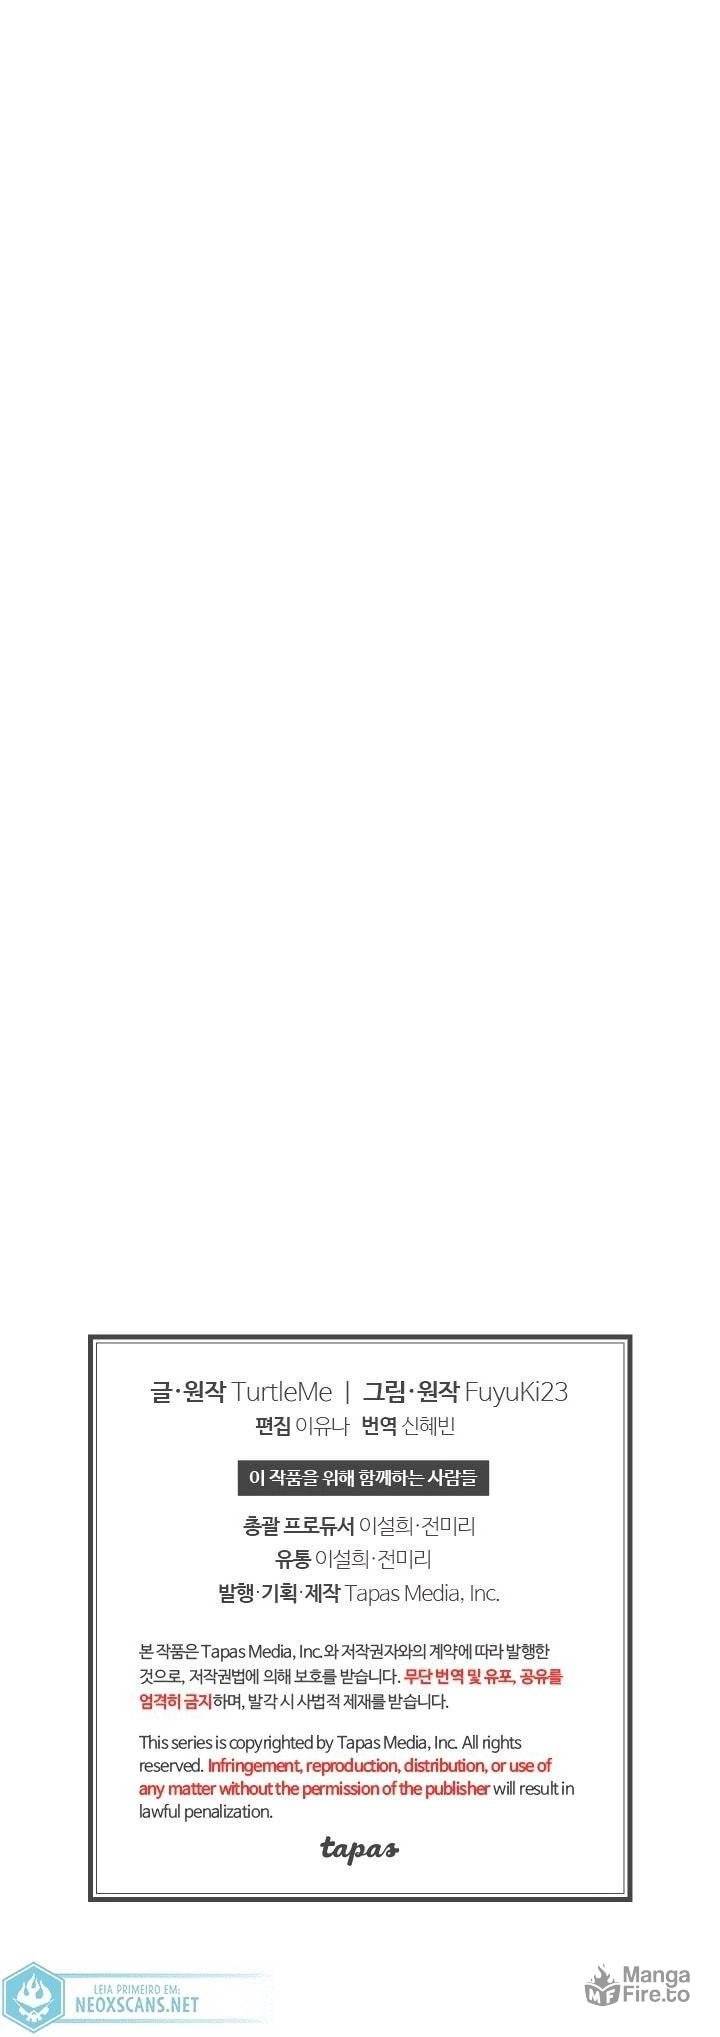 글·원작 TurtleMe | 그림·원작 FuyuKi23
편집 이유나 번역 신혜빈
이 작품을 위해 함께하는 사람들
총괄 프로듀서 이설희·전미리
유통 이설희·전미리
발행·기획·제작 Tapas Media, Inc.
본 작품은 Tapas Media, Inc.와 저작권자와의 계약에 따라 발행한
것으로, 저작권법에 의해 보호를 받습니다. 무단 번역 및 유포, 공유를
엄격히 금지하며, 발각 시 사법적 제재를 받습니다.
This series is copyrighted by Tapas Media, Inc. All rights
reserved. Infringement, reproduction, distribution, or use of
any matter without the permission of the publisher will result in
lawful penalization.
tapas
LEIA PRIMEIRO EM:
NEOXSCANS.NET
Manga
MF Fire.to